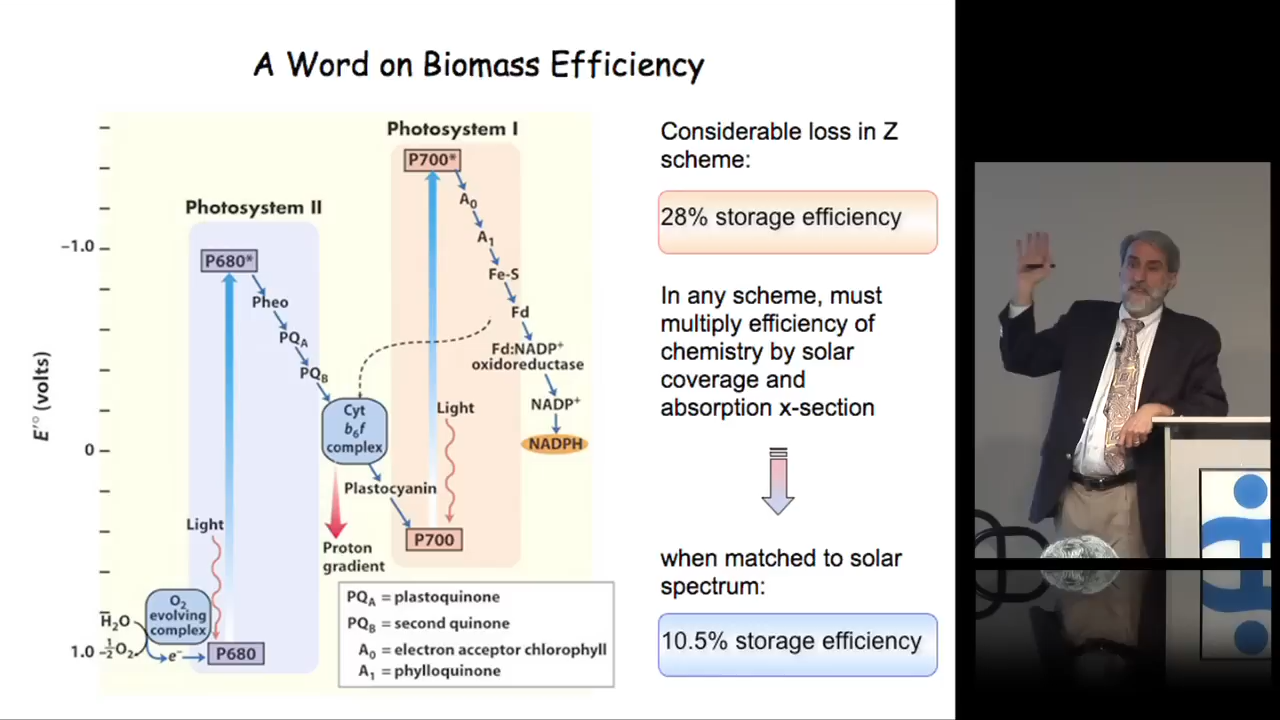 A Word on Biomass Efficiency
Photosystem I
P700*
A0
A1
Fe-S
Fd
Fd:NADP+
oxidoreductase
NADP+
NADPH
Photosystem II
P680*
Pheo
PQA
PQB
Cyt
b6f
complex
Plastocyanin
P700
Light
Proton
gradient
Light
O2
evolving
complex
H2O
½O2
e−
P680
E′° (volts)
−1.0
0
1.0
PQA = plastoquinone
PQB = second quinone
A0 = electron acceptor chlorophyll
A1 = phylloquinone
Considerable loss in Z
scheme:
28% storage efficiency
In any scheme, must
multiply efficiency of
chemistry by solar
coverage and
absorption x-section
when matched to solar
spectrum:
10.5% storage efficiency